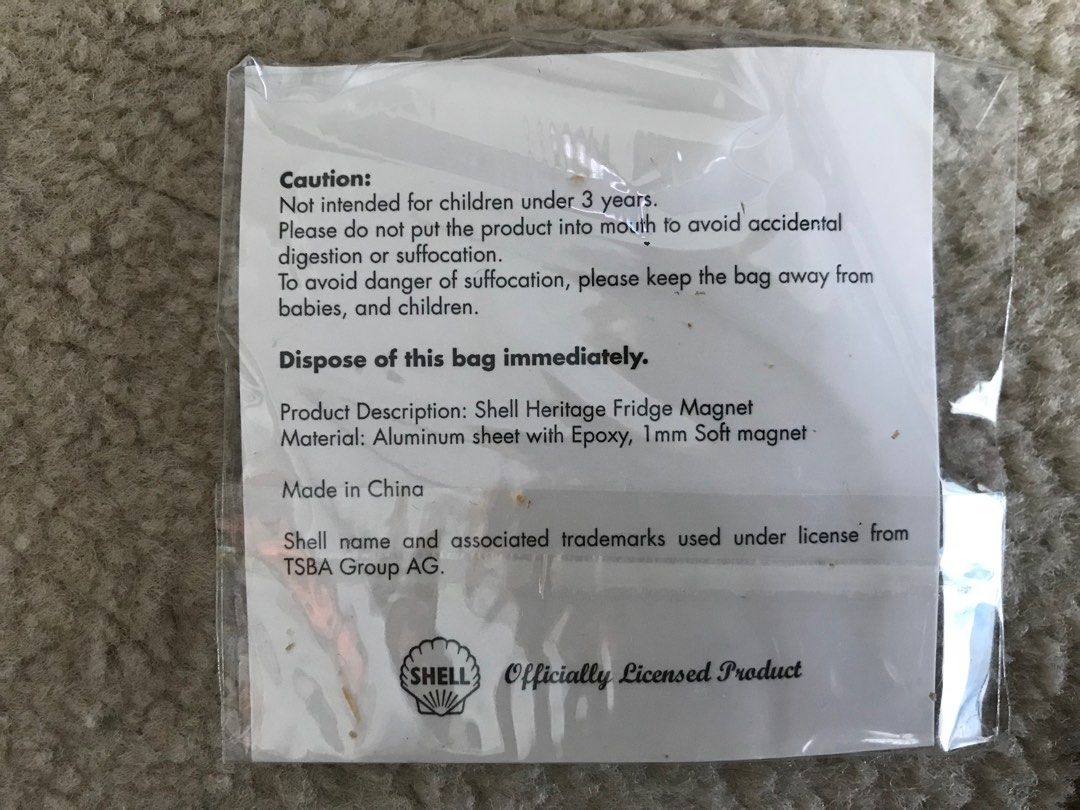 Caution:
Not intended for children under 3 years.
Please do not put the product into mouth to avoid accidental
digestion or suffocation.
To avoid danger of suffocation, please keep the bag away from
babies, and children.
Dispose of this bag immediately.
Product Description: Shell Heritage Fridge Magnet
Material: Aluminum sheet with Epoxy, 1mm Soft magnet
Made in China
Shell name and associated trademarks used under license from
TSBA Group AG.
SHELL Officially Licensed Product